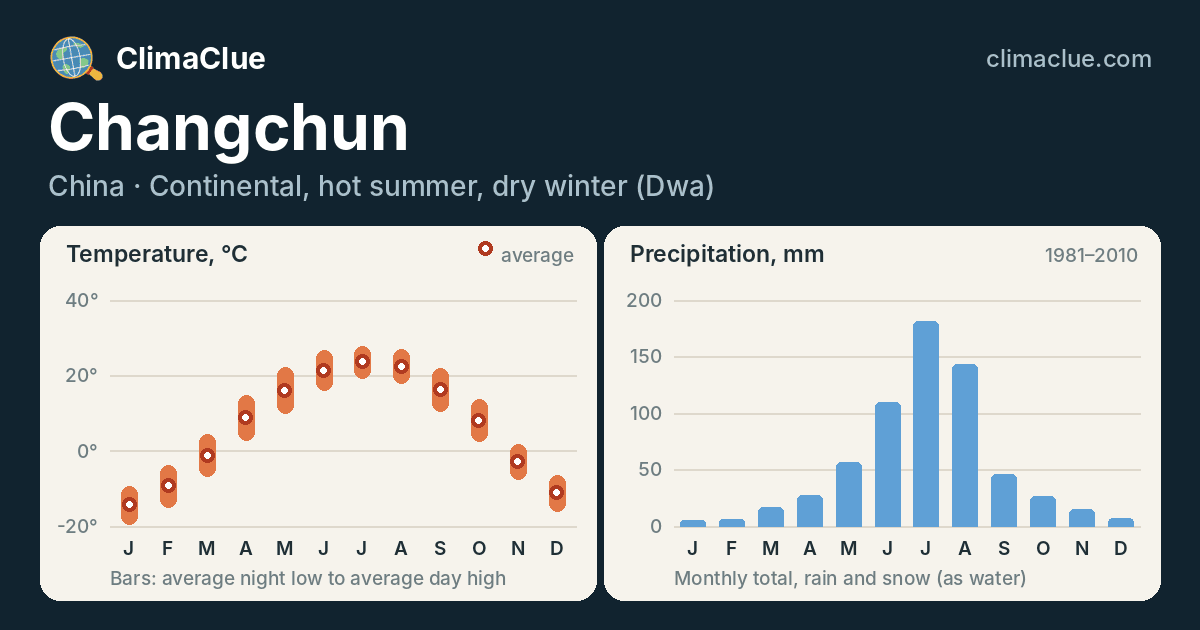 ClimaClue
climaclue.com
Changchun
China · Continental, hot summer, dry winter (Dwa)
Temperature, °C
average
40°
20°
0°
-20°
J F M A M J J A S O N D
Bars: average night low to average day high
Precipitation, mm
1981–2010
200
150
100
50
0
J F M A M J J A S O N D
Monthly total, rain and snow (as water)